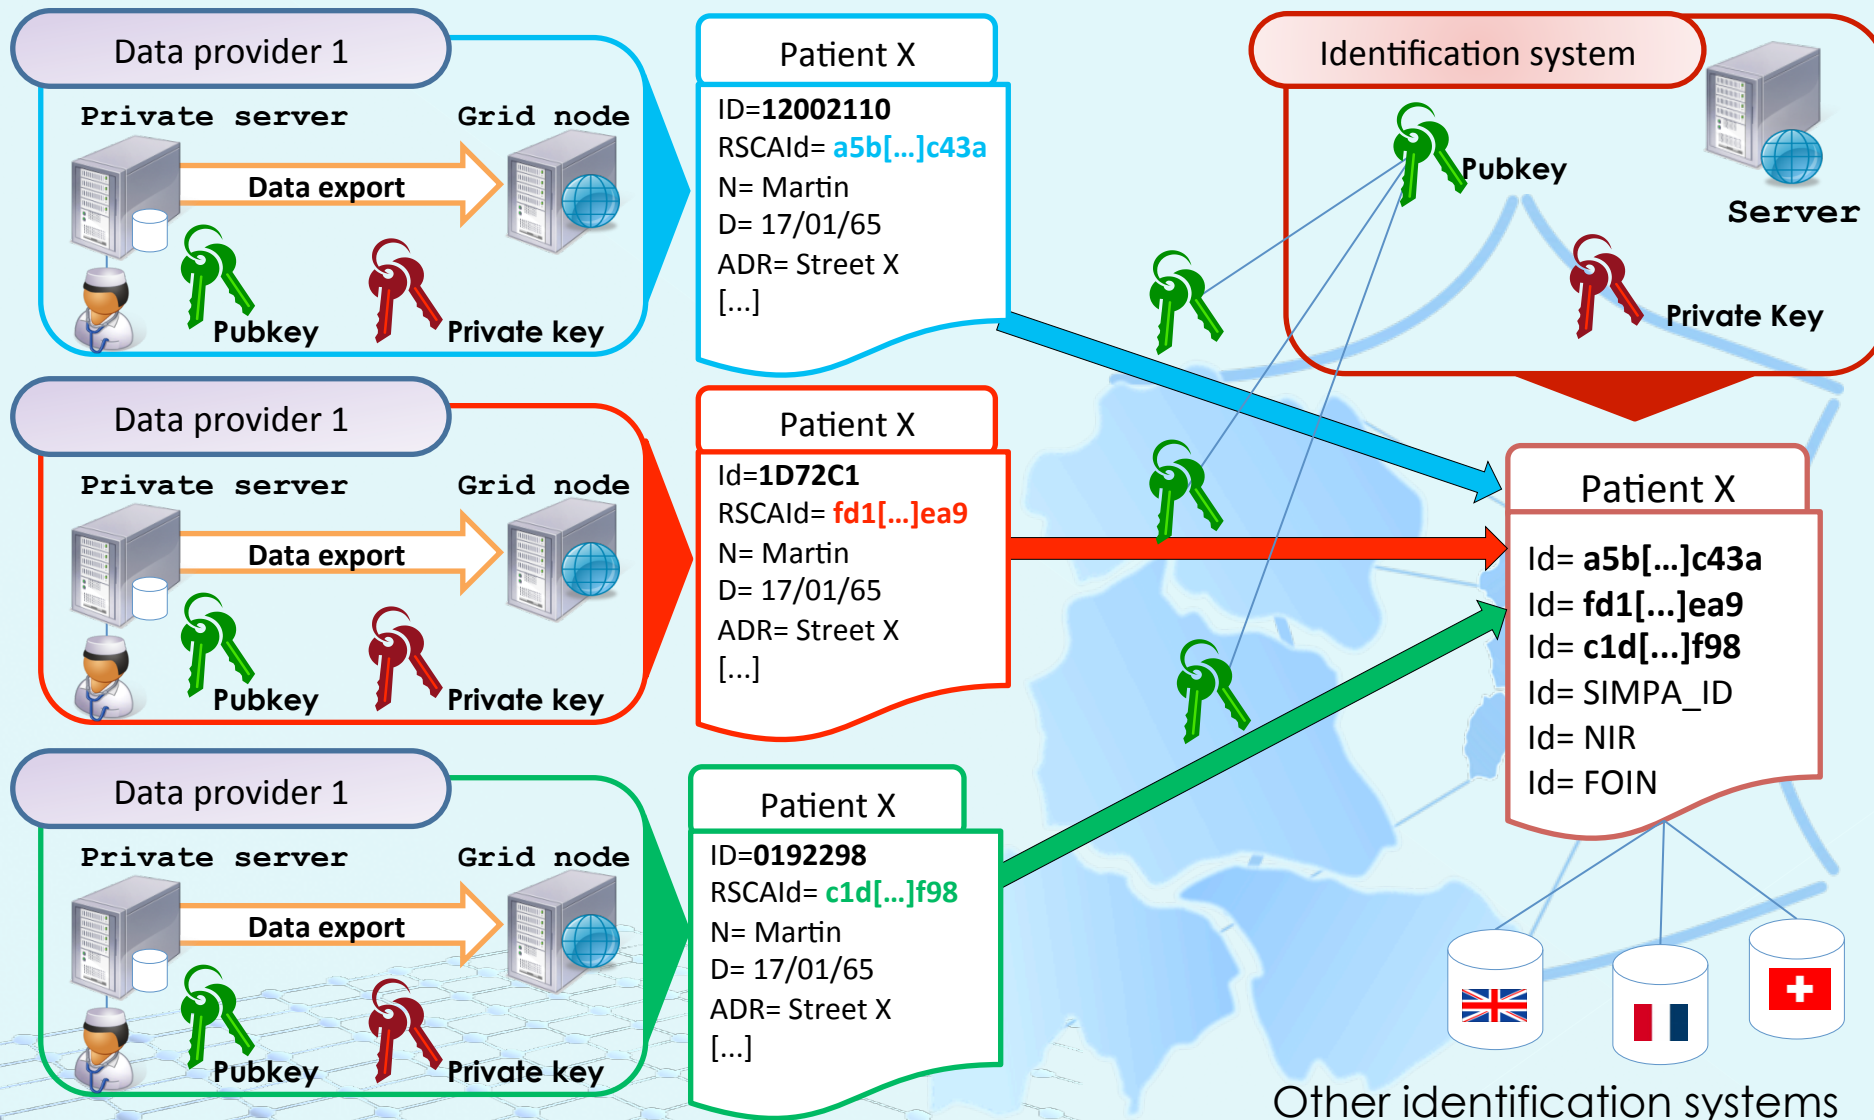 Data provider 1
Private server
Grid node
Data export
Pubkey
Private key
Patient X
ID=12002110
RSCAId= a5b[...]c43a
N= Martin
D= 17/01/65
ADR= Street X
[...]
Identification system
Pubkey
Server
Private Key
Data provider 1
Private server
Grid node
Data export
Pubkey
Private key
Patient X
Id=1D72C1
RSCAId= fd1[...]ea9
N= Martin
D= 17/01/65
ADR= Street X
[...]
Data provider 1
Private server
Grid node
Data export
Pubkey
Private key
Patient X
ID=0192298
RSCAId= c1d[...]f98
N= Martin
D= 17/01/65
ADR= Street X
[...]
Patient X
Id= a5b[...]c43a
Id= fd1[...]ea9
Id= c1d[...]f98
Id= SIMPA_ID
Id= NIR
Id= FOIN
Other identification systems